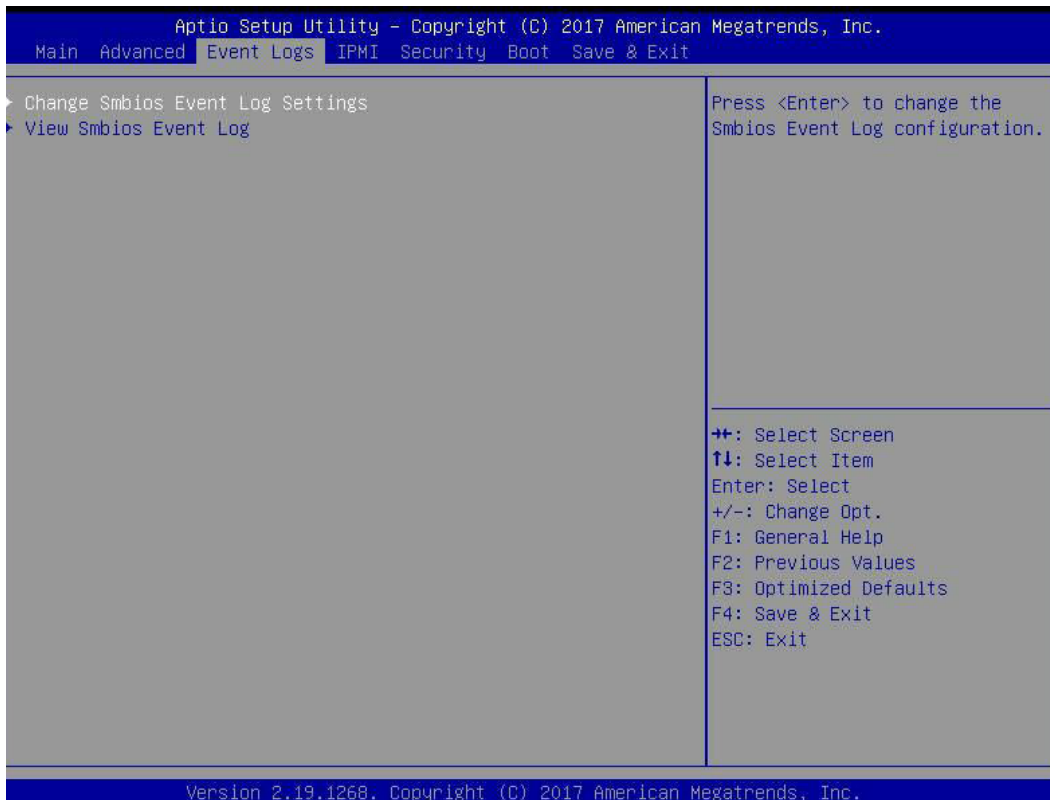 Aptio Setup Utility – Copyright (C) 2017 American Megatrends, Inc.
Main Advanced Event Logs IPMI Security Boot Save & Exit
Change Smbios Event Log Settings
View Smbios Event Log
Press <Enter> to change the
Smbios Event Log configuration.
→←: Select Screen
↑↓: Select Item
Enter: Select
+/-: Change Opt.
F1: General Help
F2: Previous Values
F3: Optimized Defaults
F4: Save & Exit
ESC: Exit
Version 2.19.1268. Copyright (C) 2017 American Megatrends, Inc.